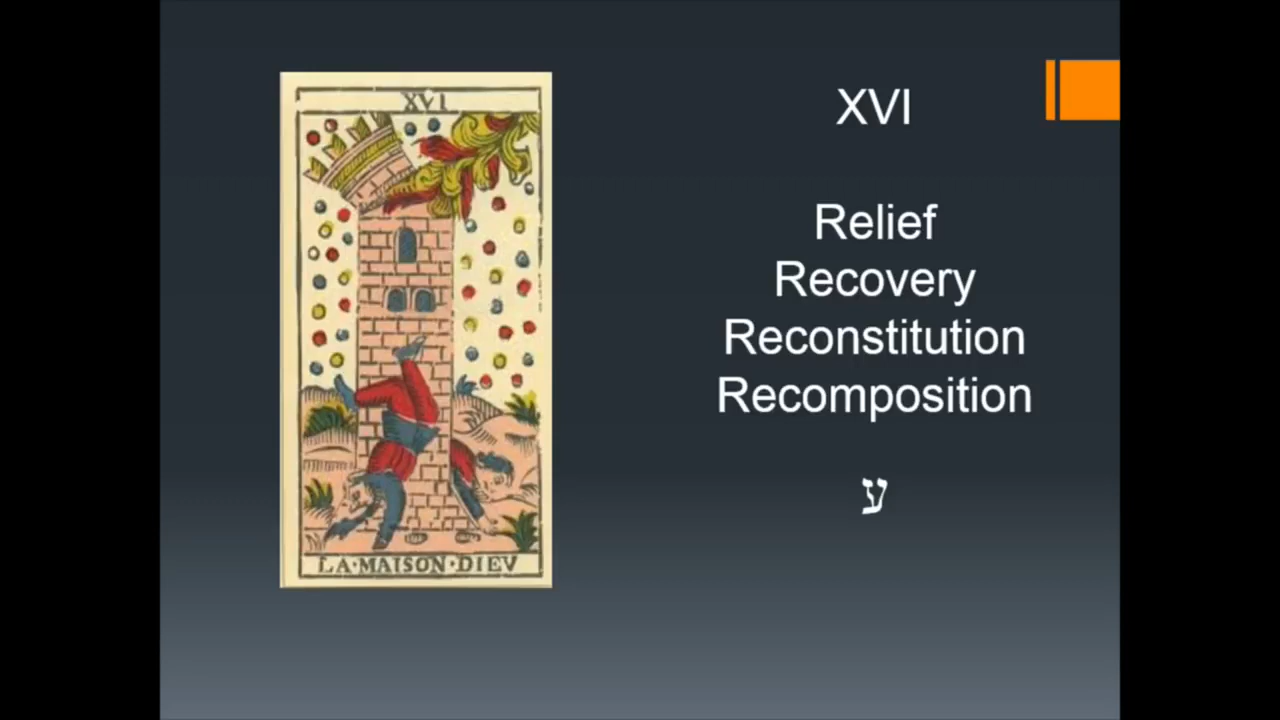 XVI
LA·MAISON·DIEV
XVI
Relief
Recovery
Reconstitution
Recomposition
ע